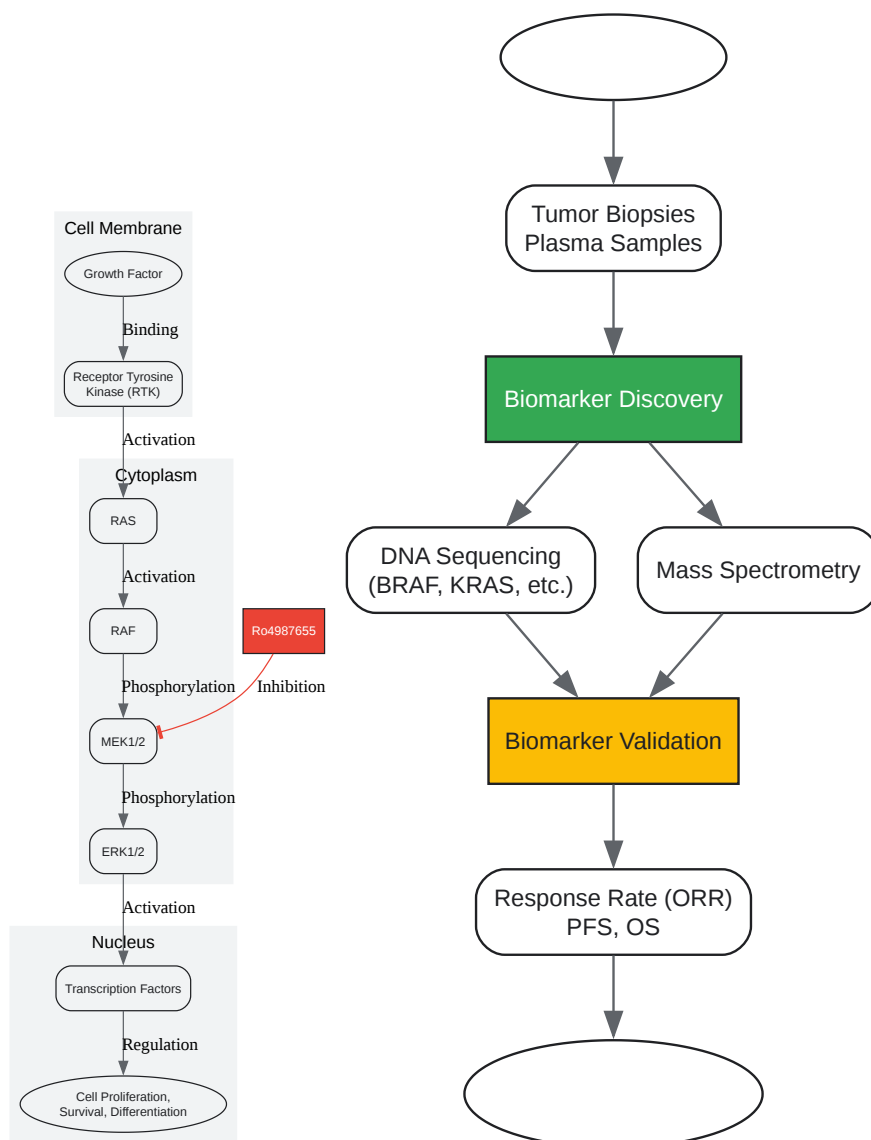 Cell Membrane
Growth Factor
Binding
Receptor Tyrosine
Kinase (RTK)
Activation
Cytoplasm
RAS
Activation
RAF
Ro4987655
Phosphorylation
Inhibition
MEK1/2
Phosphorylation
ERK1/2
Activation
Nucleus
Transcription Factors
Regulation
Cell Proliferation,
Survival, Differentiation
Tumor Biopsies
Plasma Samples
Biomarker Discovery
DNA Sequencing
(BRAF, KRAS, etc.)
Mass Spectrometry
Biomarker Validation
Response Rate (ORR)
PFS, OS